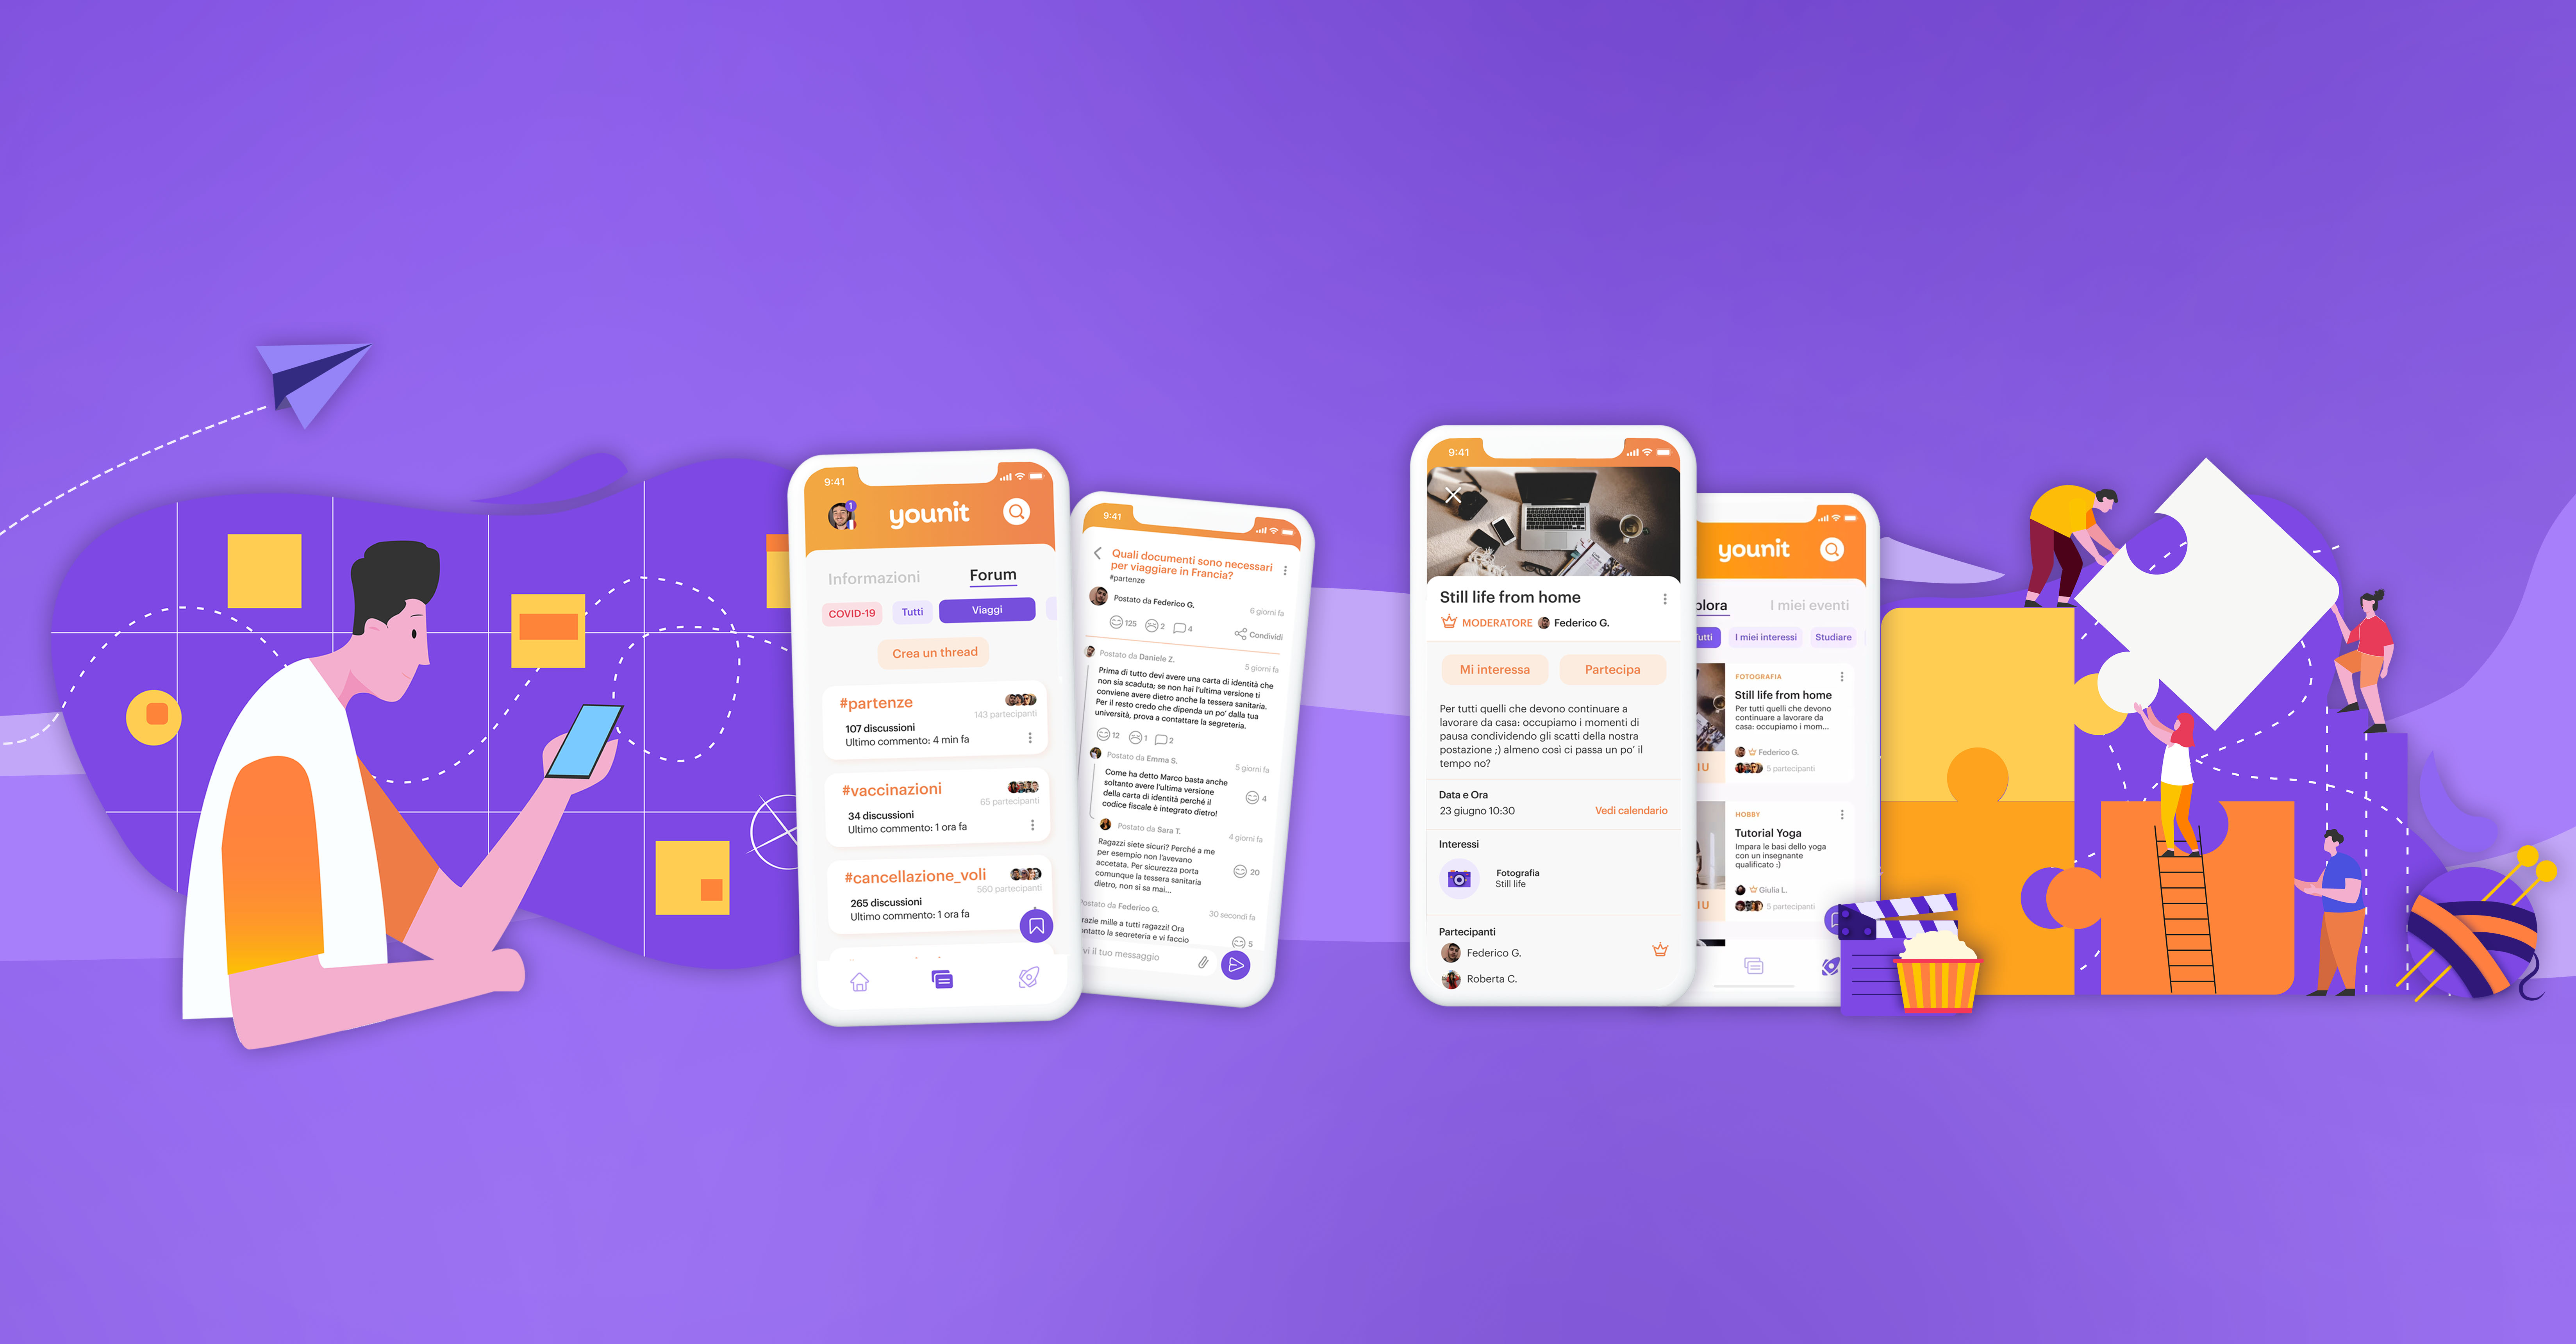 9:41
1
younit
Informazioni
Forum
COVID-19
Tutti
Viaggi
Crea un thread
#partenze
143 partecipanti
107 discussioni
Ultimo commento: 4 min fa
#vaccinazioni
65 partecipanti
34 discussioni
Ultimo commento: 1 ora fa
#cancellazione_voli
560 partecipanti
265 discussioni
Ultimo commento: 1 ora fa
9:41
Quali documenti sono necessari
per viaggiare in Francia?
#partenze
Postato da Federico G.
6 giorni fa
125
2
4
Condividi
Postato da Daniele Z.
5 giorni fa
Prima di tutto devi avere una carta di identità che
non sia scaduta; se non hai l'ultima versione ti
conviene avere dietro anche la tessera sanitaria.
Per il resto credo che dipenda un po' dalla tua
università, prova a contattare la segreteria.
12
1
2
Postato da Emma S.
5 giorni fa
Come ha detto Marco basta anche
soltanto avere l'ultima versione
della carta di identità perché il
codice fiscale è integrato dietro!
4
Postato da Sara T.
4 giorni fa
Ragazzi siete sicuri? Perché a me
per esempio non l'avevano
accetata. Per sicurezza porta
comunque la tessera sanitaria
dietro, non si sa mai...
20
ostato da Federico G.
30 secondi fa
razie mille a tutti ragazzi! Ora
ontatto la segreteria e vi faccio
5
vi il tuo messaggio
9:41
Still life from home
MODERATORE Federico G.
Mi interessa
Partecipa
Per tutti quelli che devono continuare a
lavorare da casa: occupiamo i momenti di
pausa condividendo gli scatti della nostra
postazione ;) almeno così ci passa un po' il
tempo no?
Data e Ora
23 giugno 10:30
Vedi calendario
Interessi
Fotografia
Still life
Partecipanti
Federico G.
Roberta C.
younit
plora
I miei eventi
utti
I miei interessi
Studiare
FOTOGRAFIA
Still life from home
Per tutti quelli che devono
continuare a lavorare da
casa: occupiamo i mom...
Federico G.
IU
5 partecipanti
HOBBY
Tutorial Yoga
Impara le basi dello yoga
con un insegnante
qualificato :)
Giulia L.
IU
5 partecipanti